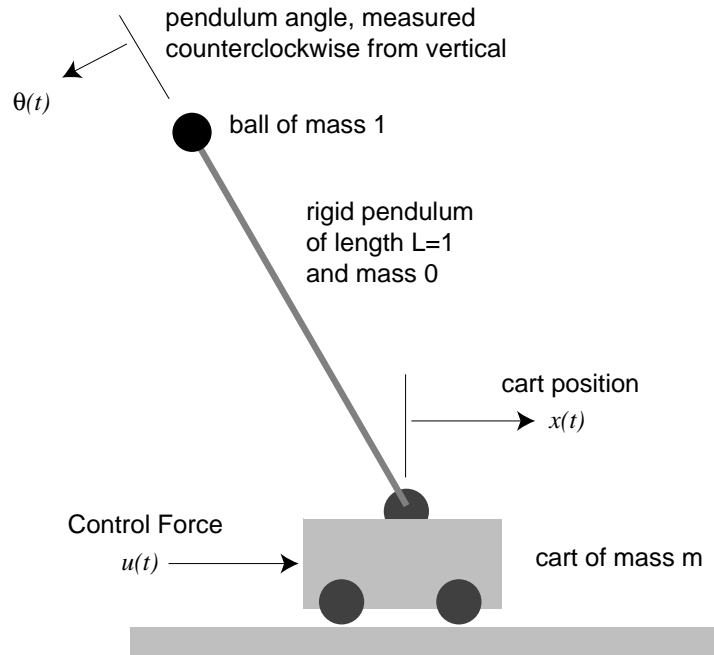 pendulum angle, measured
counterclockwise from vertical
θ(t)
ball of mass 1
rigid pendulum
of length L=1
and mass 0
cart position
x(t)
Control Force
u(t)
cart of mass m